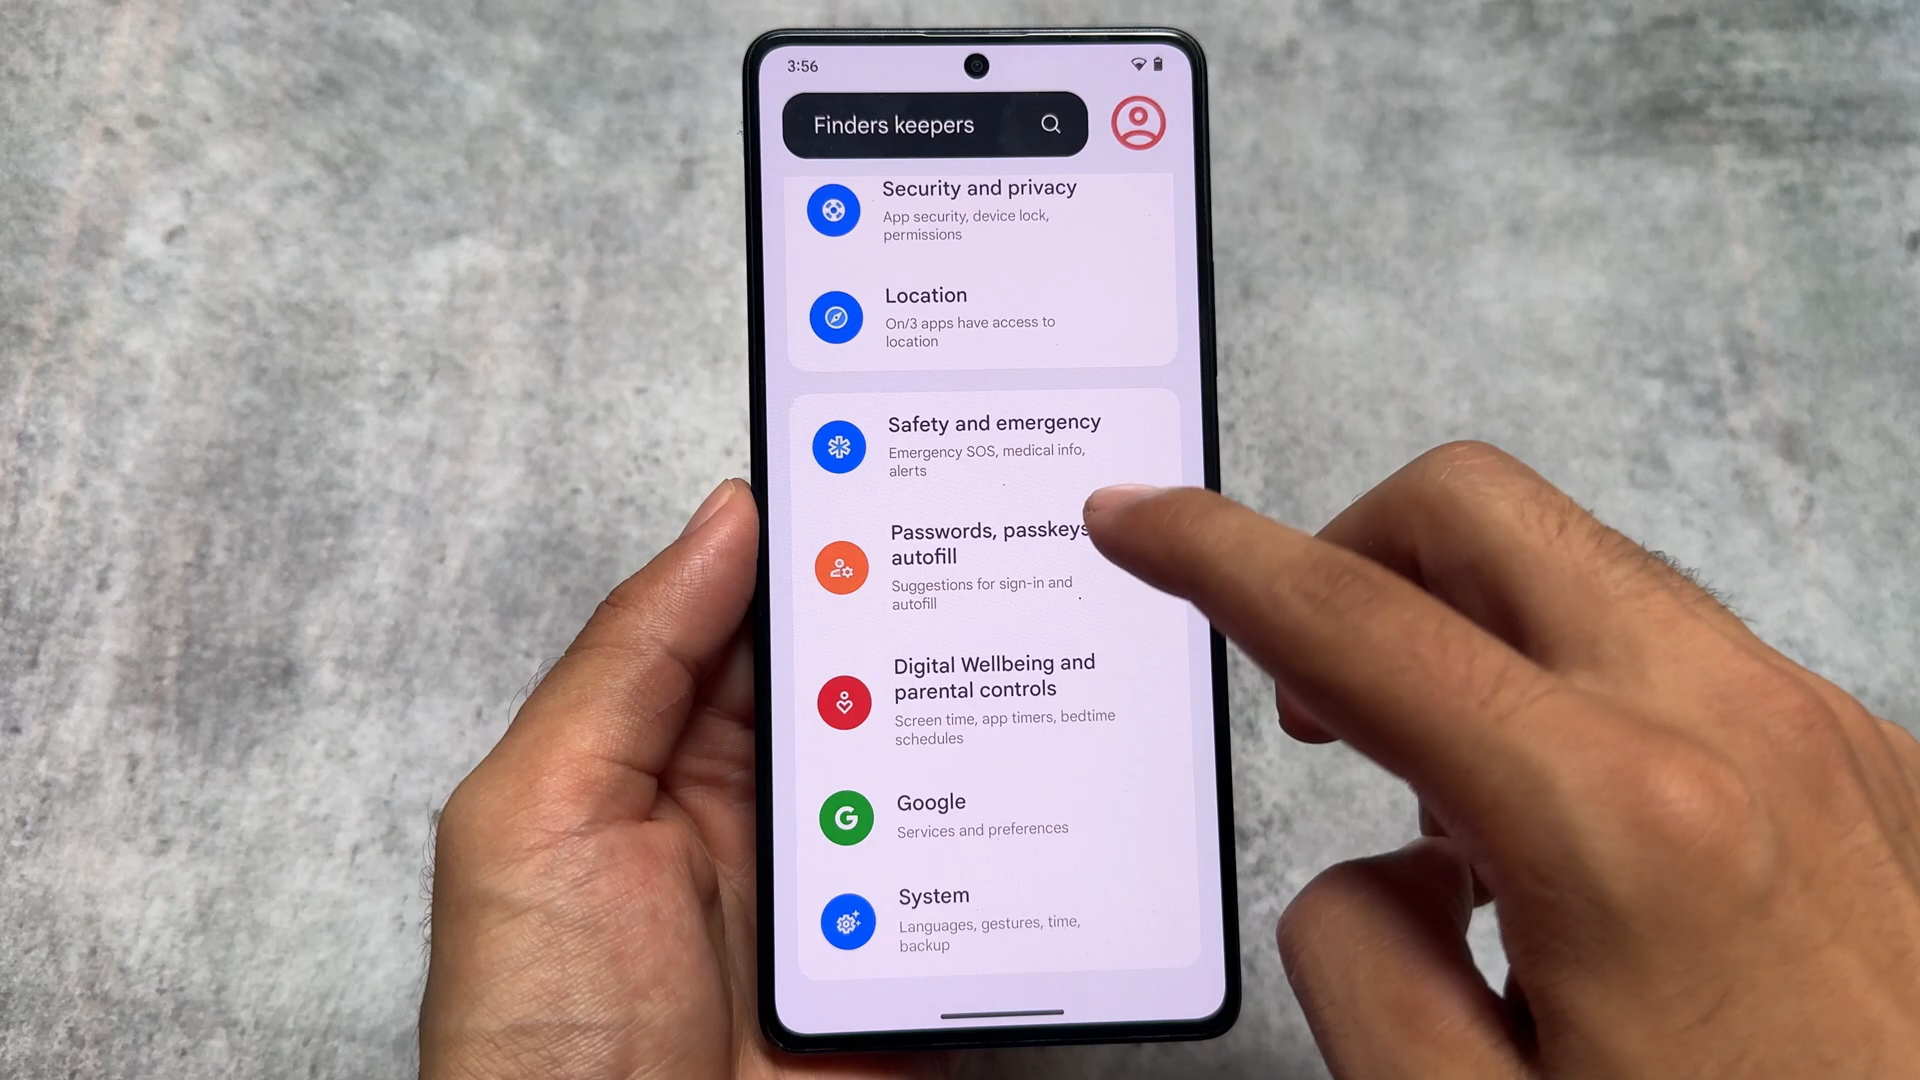 3:56
Finders keepers
Security and privacy
App security, device lock,
permissions
Location
On/3 apps have access to
location
Safety and emergency
Emergency SOS, medical info,
alerts
Passwords, passkeys
autofill
Suggestions for sign-in and
autofill
Digital Wellbeing and
parental controls
Screen time, app timers, bedtime
schedules
G
Google
Services and preferences
System
Languages, gestures, time,
backup